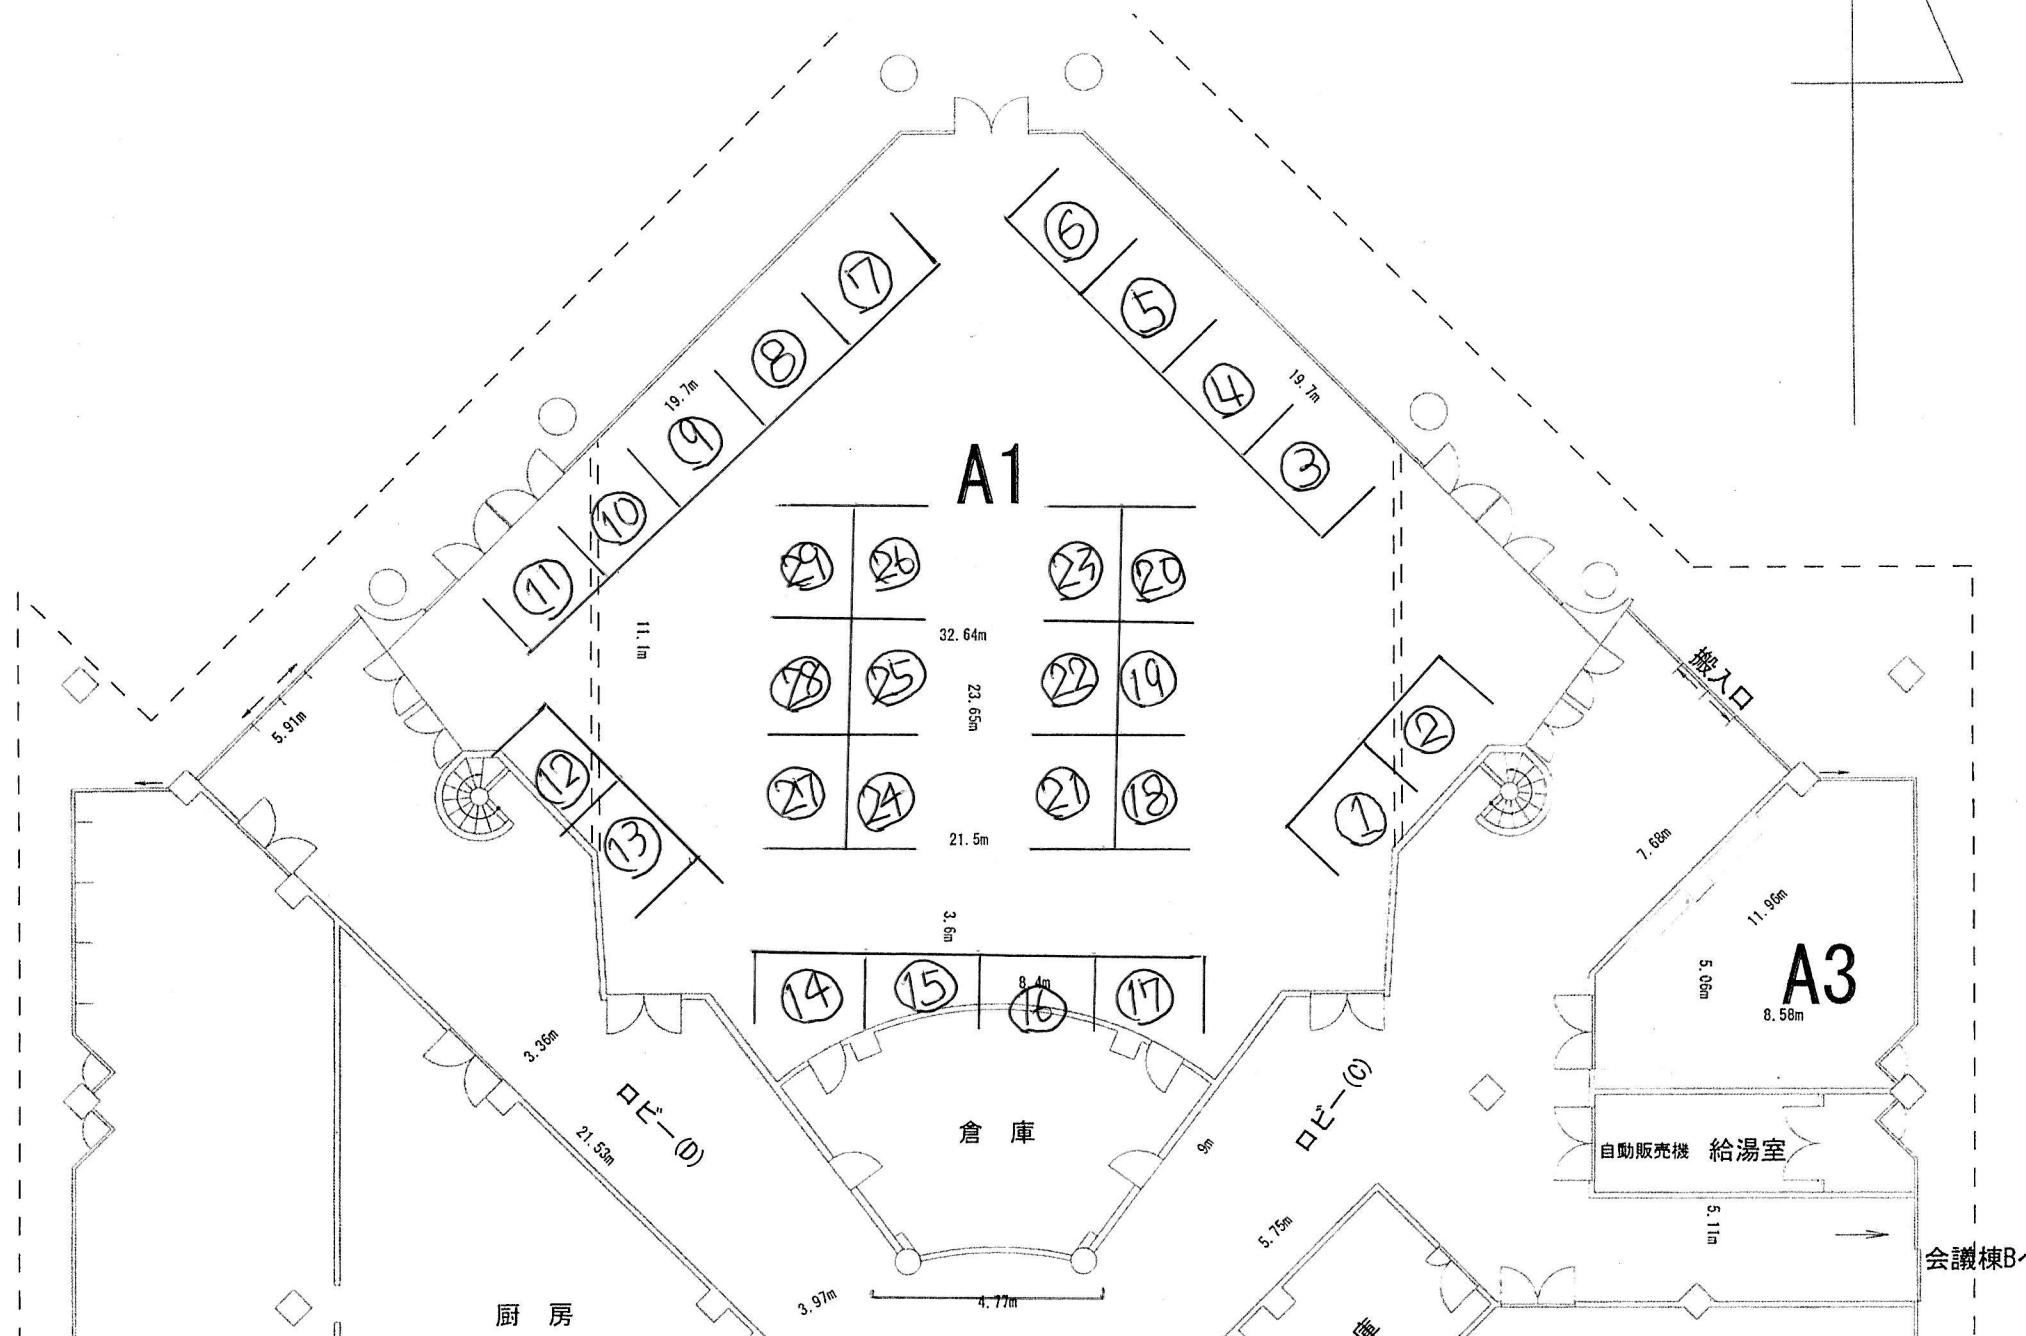 ⑥
⑦
⑤
⑧
19.7m
④
19.7m
⑨
③
A1
⑩
⑪
29
26
23
20
11.1m
32.64m
28
25
22
19
23.65m
搬入口
5.91m
②
⑫
27
24
21
18
①
⑬
21.5m
7.68m
11.96m
3.6m
⑭
⑮
8.4m
⑯
⑰
5.06m
A3
8.58m
3.36m
ロビー(D)
ロビー(C)
21.53m
倉 庫
9m
自動販売機 給湯室
5.11m
5.75m
会議棟Bへ
3.97m
4.77m
厨 房
庫